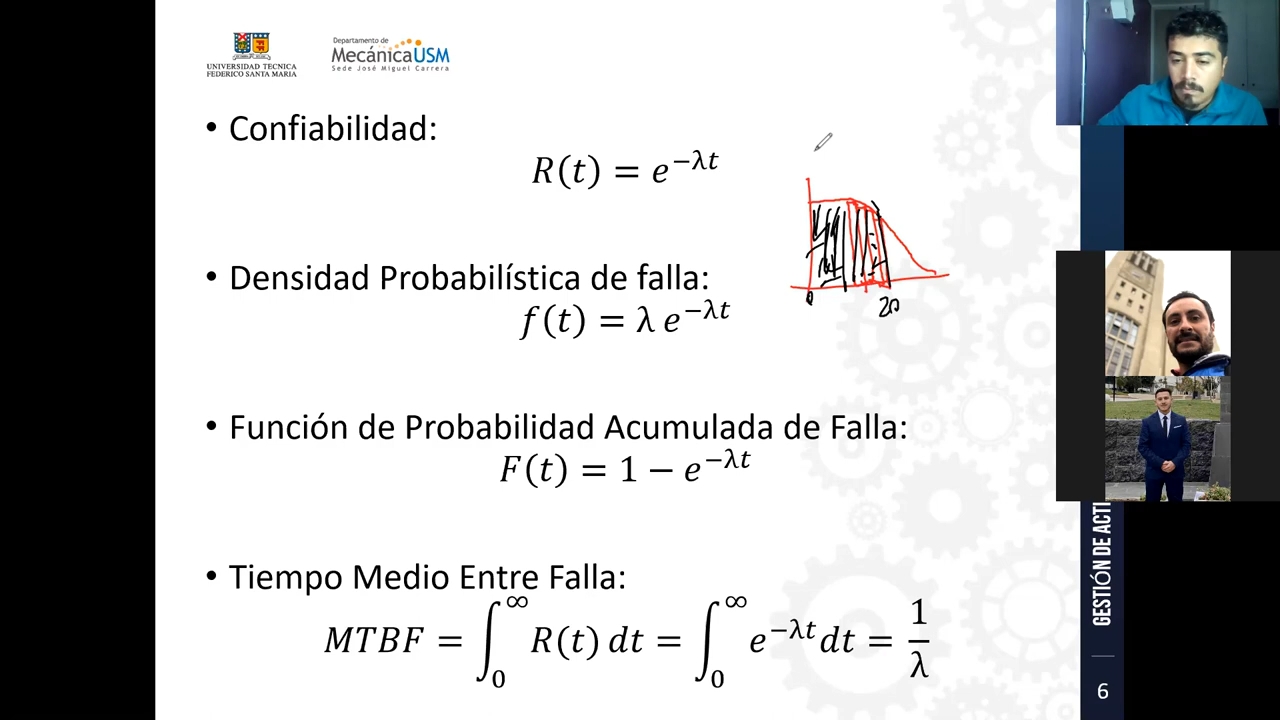 UNIVERSIDAD TECNICA
FEDERICO SANTA MARIA
Departamento de
MecánicaUSM
Sede José Miguel Carrera
• Confiabilidad:
R(t) = e^{−λt}
• Densidad Probabilística de falla:
f(t) = λ e^{−λt}
0
20
• Función de Probabilidad Acumulada de Falla:
F(t) = 1 − e^{−λt}
• Tiempo Medio Entre Falla:
MTBF = ∫_0^∞ R(t) dt = ∫_0^∞ e^{−λt}dt = 1/λ
GESTIÓN DE ACTI
6